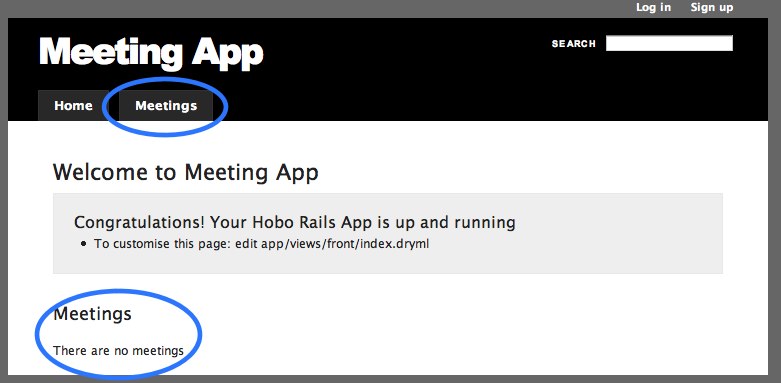 Log in Sign up
Meeting App
SEARCH
Home Meetings
Welcome to Meeting App
Congratulations! Your Hobo Rails App is up and running
• To customise this page: edit app/views/front/index.dryml
Meetings
There are no meetings